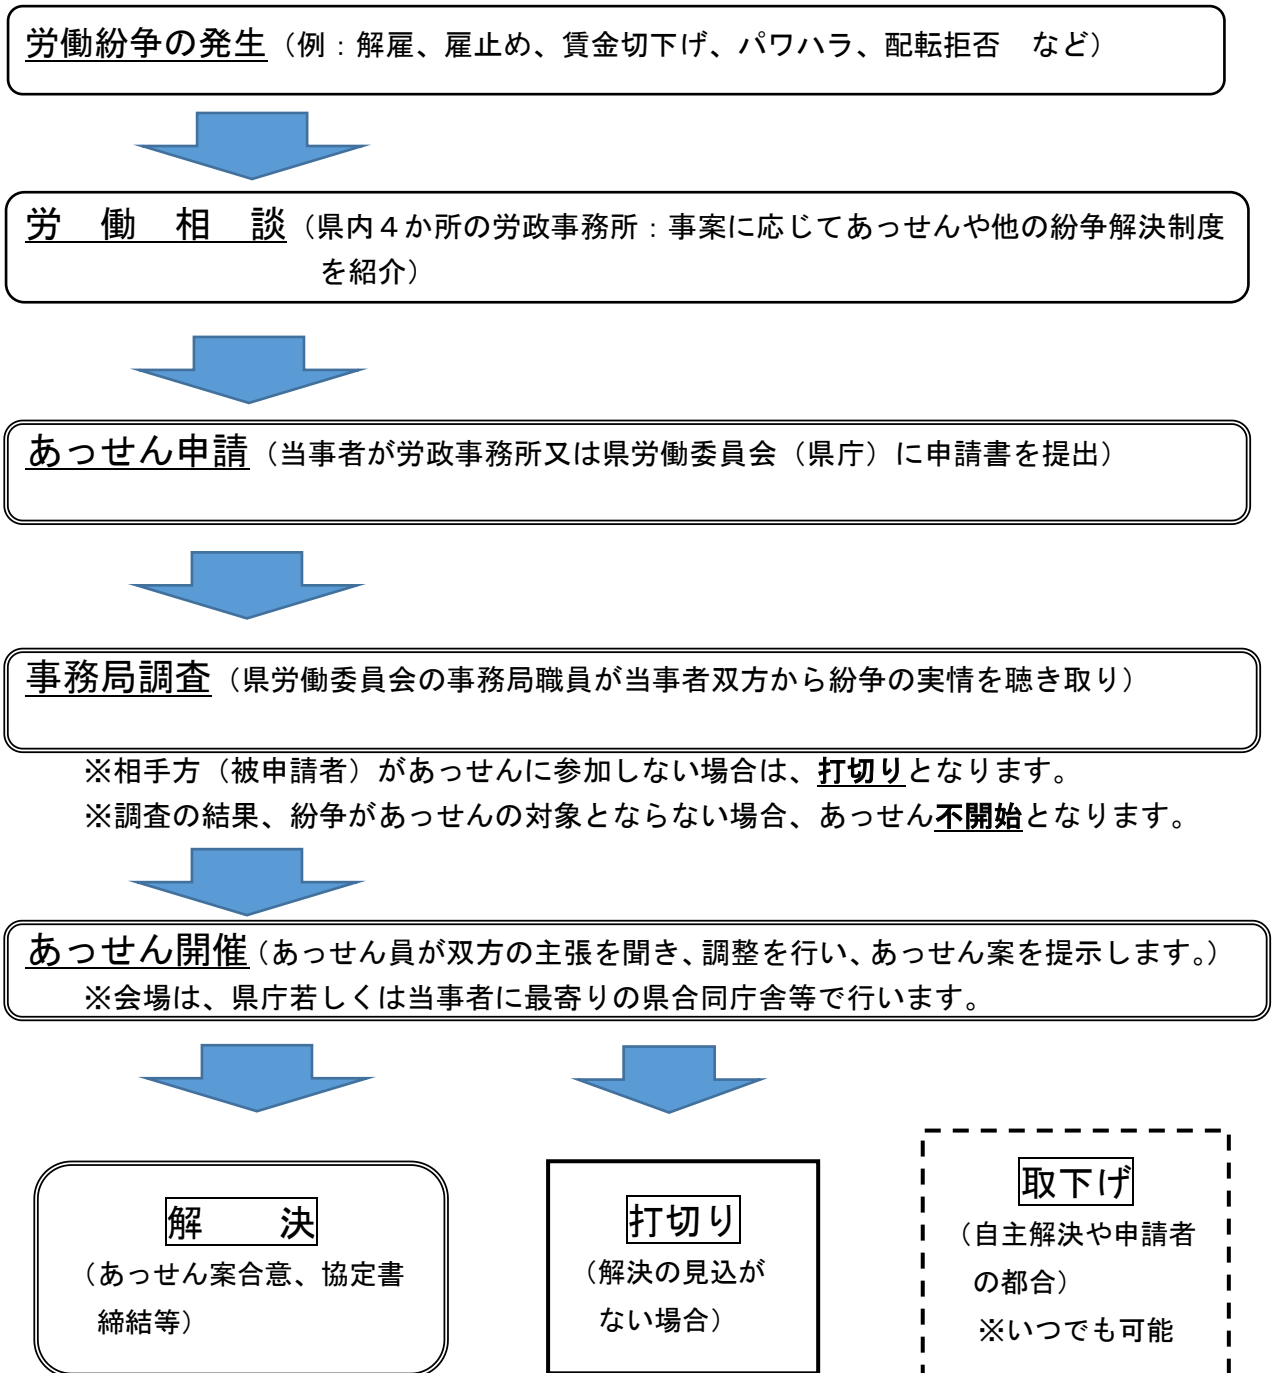 労働紛争の発生（例：解雇、雇止め、賃金切下げ、パワハラ、配転拒否　など）
労　働　相　談（県内４か所の労政事務所：事案に応じてあっせんや他の紛争解決制度
を紹介）
あっせん申請（当事者が労政事務所又は県労働委員会（県庁）に申請書を提出）
事務局調査（県労働委員会の事務局職員が当事者双方から紛争の実情を聴き取り）
※相手方（被申請者）があっせんに参加しない場合は、打切りとなります。
※調査の結果、紛争があっせんの対象とならない場合、あっせん不開始となります。
あっせん開催（あっせん員が双方の主張を聞き、調整を行い、あっせん案を提示します。）
※会場は、県庁若しくは当事者に最寄りの県合同庁舎等で行います。
解　　決
（あっせん案合意、協定書
締結等）
打切り
（解決の見込が
ない場合）
取下げ
（自主解決や申請者
の都合）
※いつでも可能